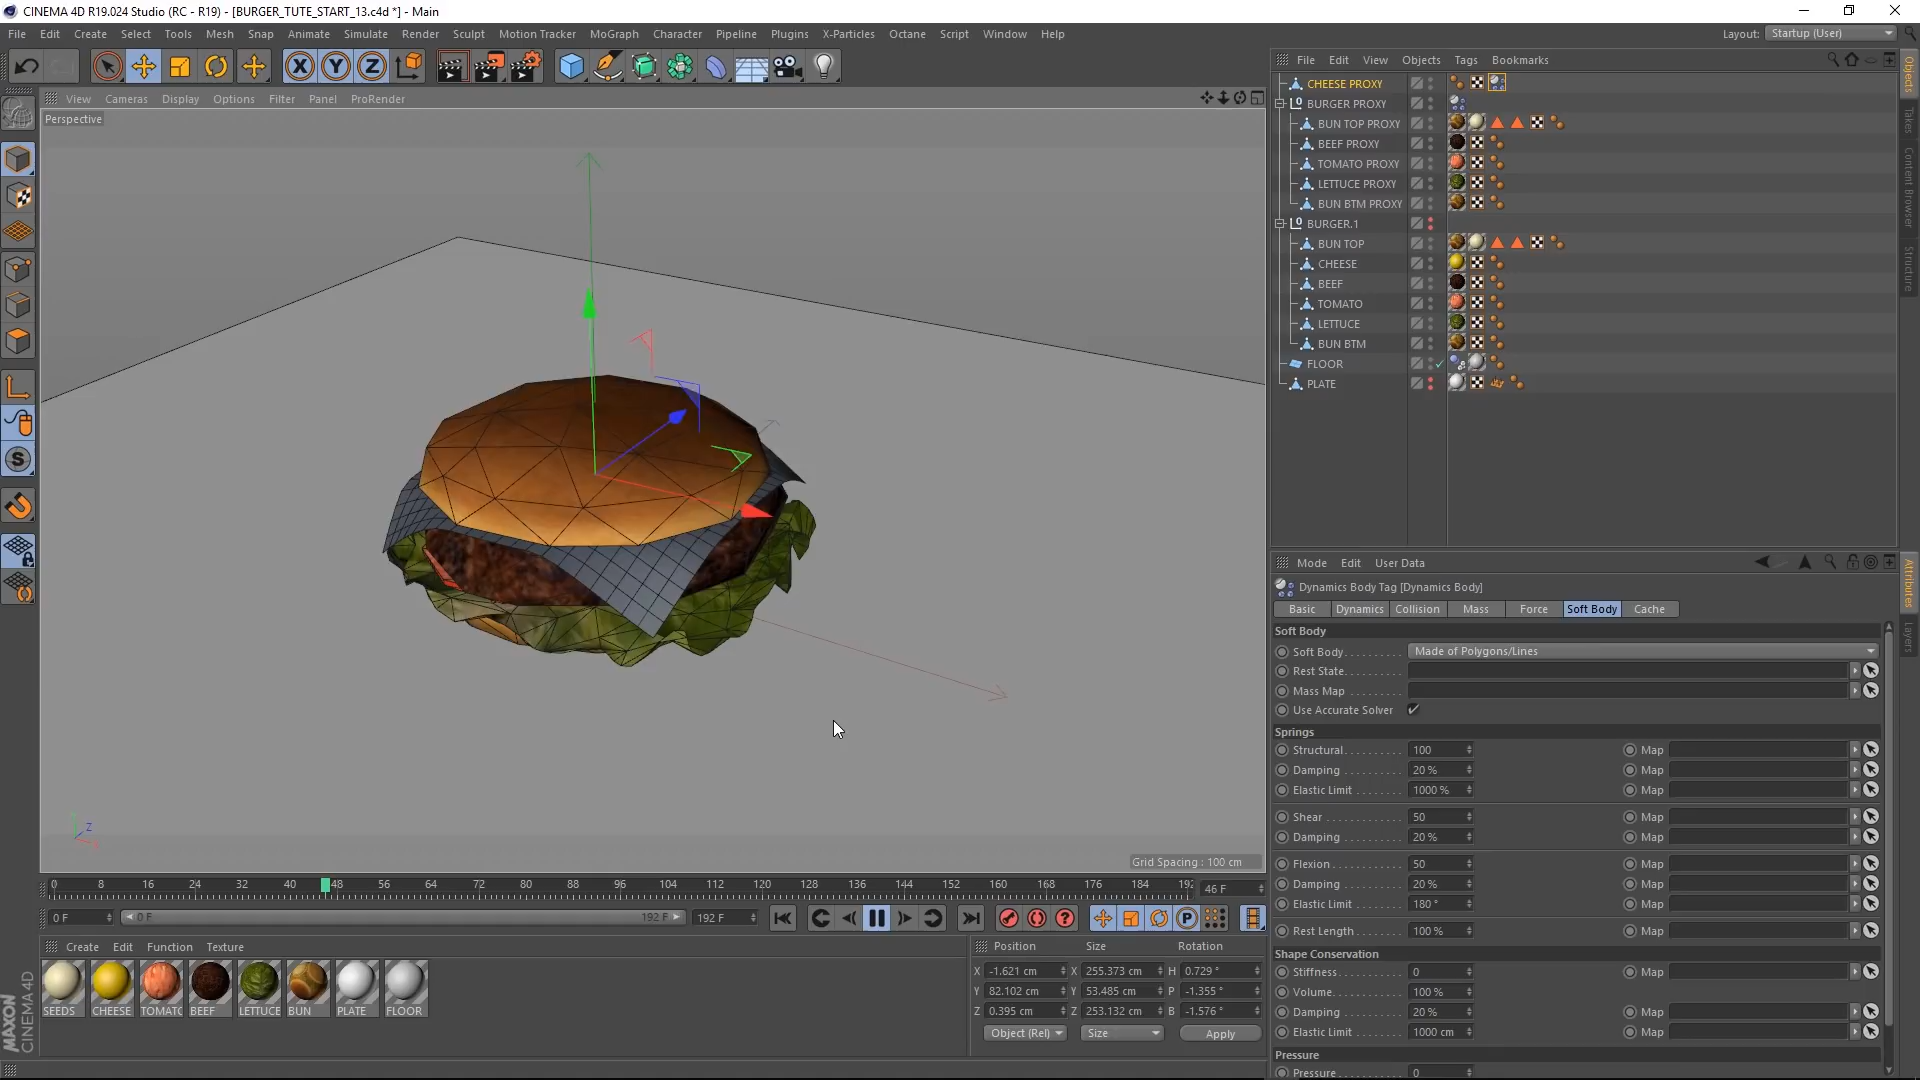 CINEMA 4D R19.024 Studio (RC - R19) - [BURGER_TUTE_START_13.c4d *] - Main
File Edit Create Select Tools Mesh Snap Animate Simulate Render Sculpt Motion Tracker MoGraph Character Pipeline Plugins X-Particles Octane Script Window Help
Layout: Startup (User)
View Cameras Display Options Filter Panel ProRender
Perspective
Grid Spacing : 100 cm
File Edit View Objects Tags Bookmarks
CHEESE PROXY
BURGER PROXY
BUN TOP PROXY
BEEF PROXY
TOMATO PROXY
LETTUCE PROXY
BUN BTM PROXY
BURGER.1
BUN TOP
CHEESE
BEEF
TOMATO
LETTUCE
BUN BTM
FLOOR
PLATE
Objects
Takes
Content Browser
Structure
Mode Edit User Data
Dynamics Body Tag [Dynamics Body]
Basic Dynamics Collision Mass Force Soft Body Cache
Soft Body
Soft Body. . . . . . . . . . Made of Polygons/Lines
Rest State. . . . . . . . . .
Mass Map . . . . . . . . .
Use Accurate Solver
Springs
Structural. . . . . . . . . . 100 Map
Damping . . . . . . . . . . 20 % Map
Elastic Limit . . . . . . . . 1000 % Map
Shear . . . . . . . . . . . . . 50 Map
Damping . . . . . . . . . . 20 % Map
Flexion . . . . . . . . . . . . 50 Map
Damping . . . . . . . . . . 20 % Map
Elastic Limit . . . . . . . . 180 ° Map
Rest Length . . . . . . . . 100 % Map
Shape Conservation
Stiffness. . . . . . . . . . . 0 Map
Volume. . . . . . . . . . . . 100 %
Damping . . . . . . . . . . 20 % Map
Elastic Limit . . . . . . . . 1000 cm Map
Pressure
Pressure. . . . . . . . . . . 0
Attributes
Layers
0 8 16 24 32 40 48 56 64 72 80 88 96 104 112 120 128 136 144 152 160 168 176 184 192
46 F
0 F 0 F 192 F 192 F
Create Edit Function Texture
SEEDS CHEESE TOMATO BEEF LETTUCE BUN PLATE FLOOR
Position Size Rotation
X -1.621 cm X 255.373 cm H 0.729 °
Y 82.102 cm Y 53.485 cm P -1.355 °
Z 0.395 cm Z 253.132 cm B -1.576 °
Object (Rel) Size Apply
MAXON
CINEMA 4D